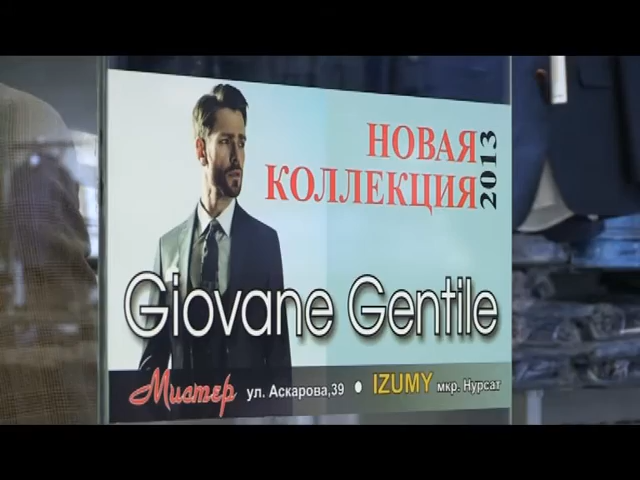 НОВАЯ
КОЛЛЕКЦИЯ
2013
Giovane Gentile
Мистер ул. Аскарова,39 ● IZUMY мкр. Нурсат